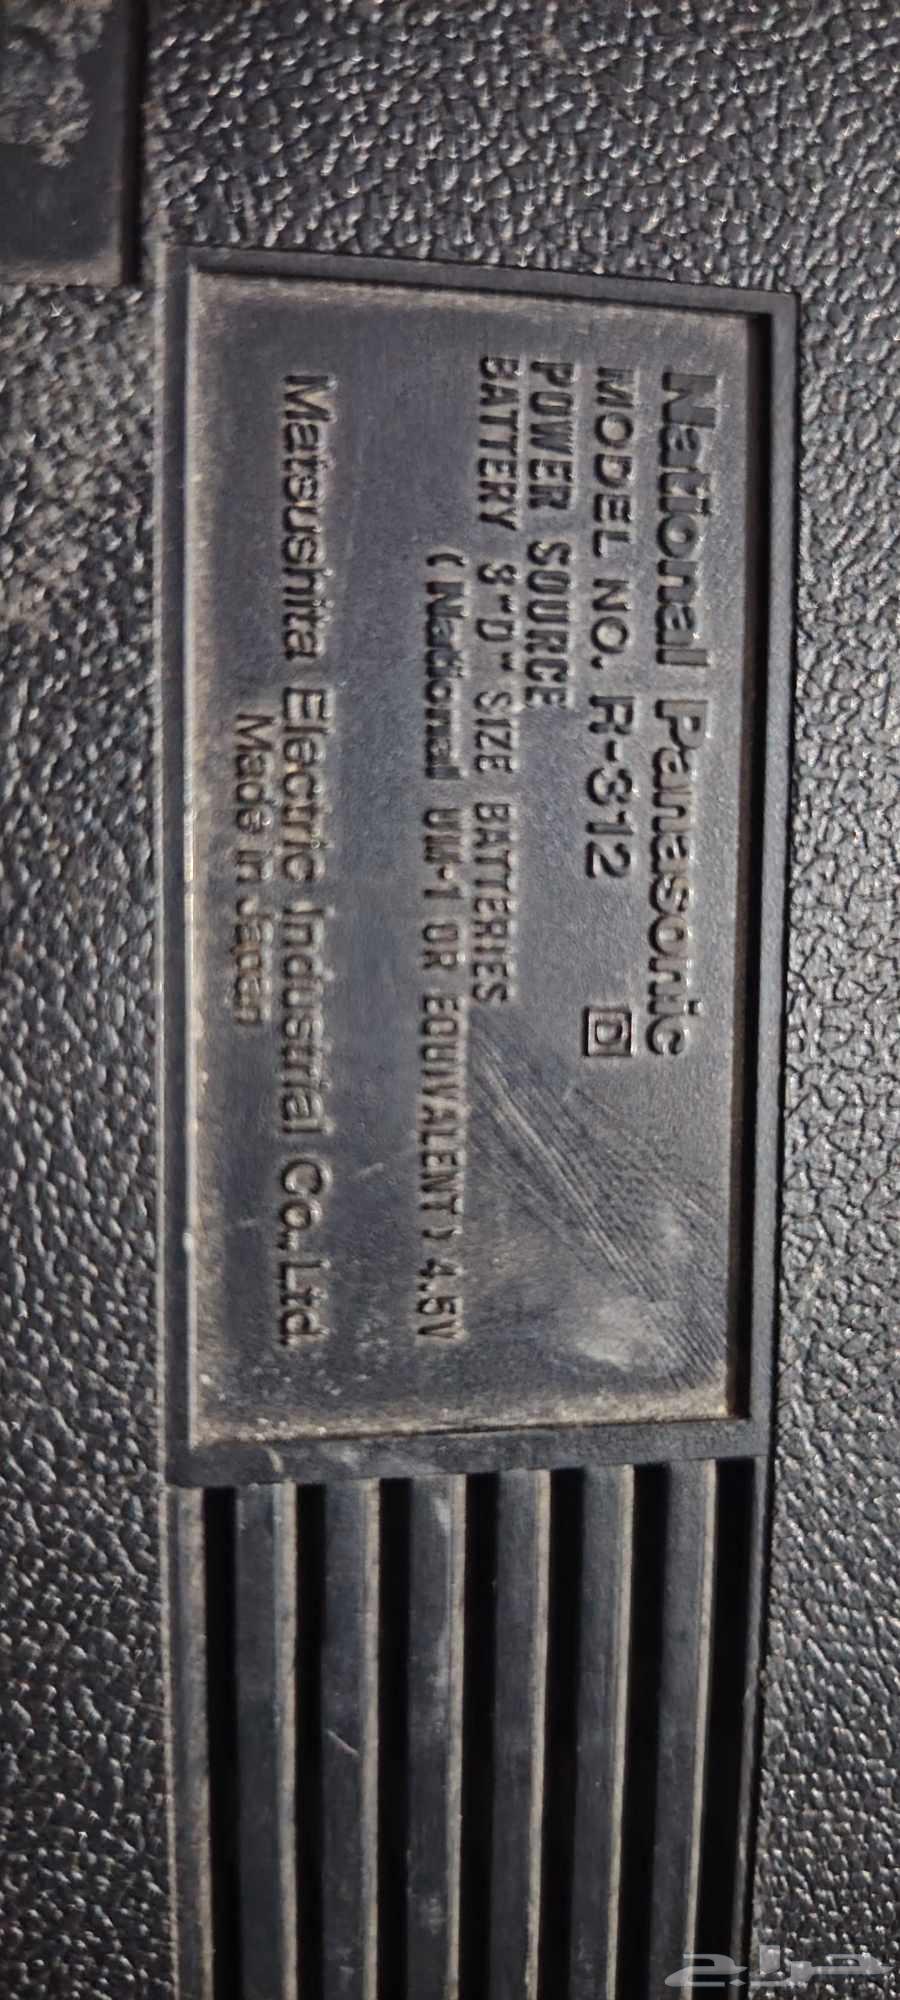 National Panasonic
MODEL NO. R-312 D
POWER SOURCE
BATTERY 3"D" SIZE BATTERIES
(National UM-1 OR EQUIVALENT) 4.5V
Matsushita Electric Industrial Co.,Ltd.
Made in Japan
حراج